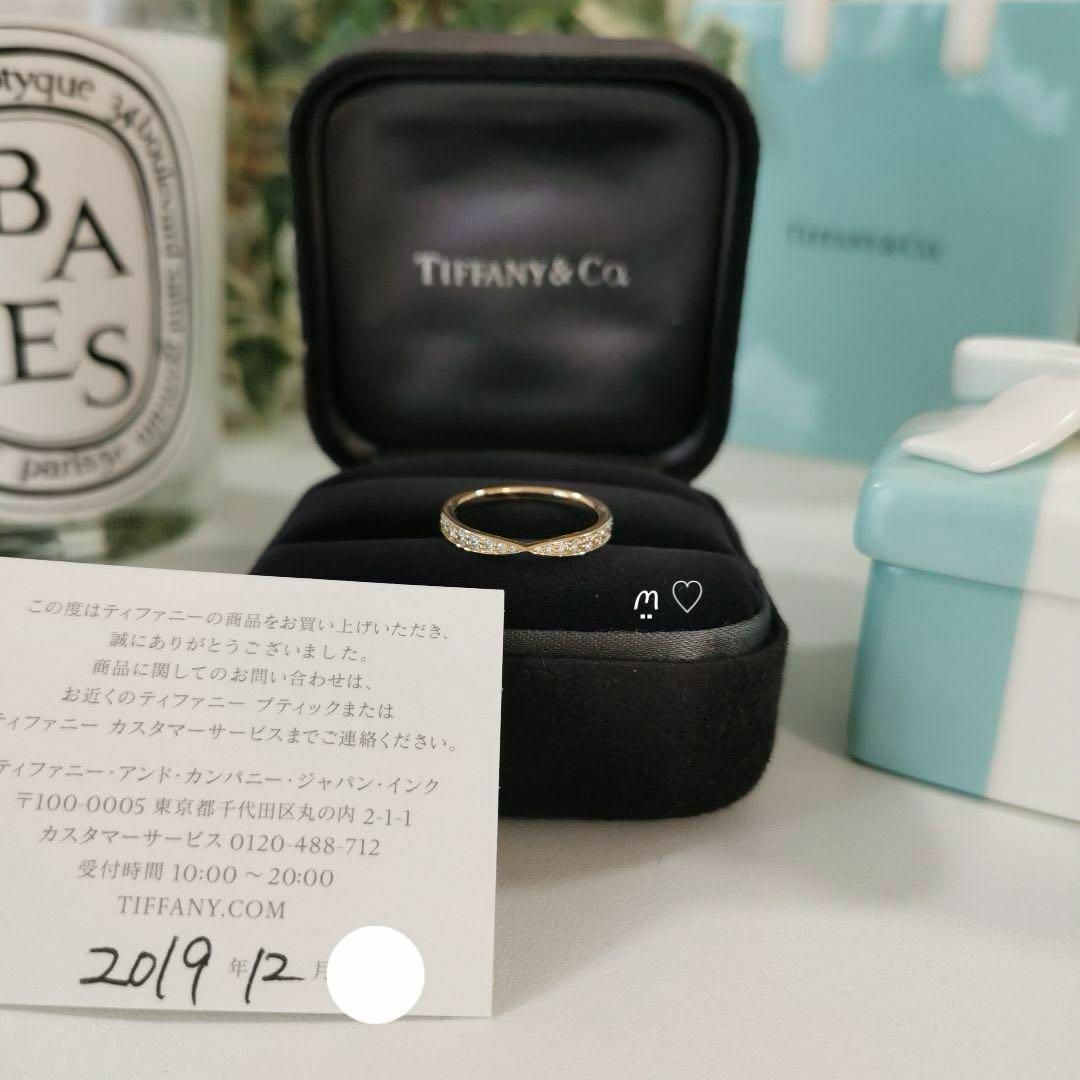 34 boulevard saint germain
BA
ES
TIFFANY & CO.
TIFFANY & CO.
この度はティファニーの商品をお買い上げいただき、
誠にありがとうございました。
商品に関してのお問い合わせは、
お近くのティファニー ブティックまたは
ティファニー カスタマーサービスまでご連絡ください。
ティファニー・アンド・カンパニー・ジャパン・インク
〒100-0005 東京都千代田区丸の内 2-1-1
カスタマーサービス 0120-488-712
受付時間 10:00 ～ 20:00
TIFFANY.COM
2019 年 12 月